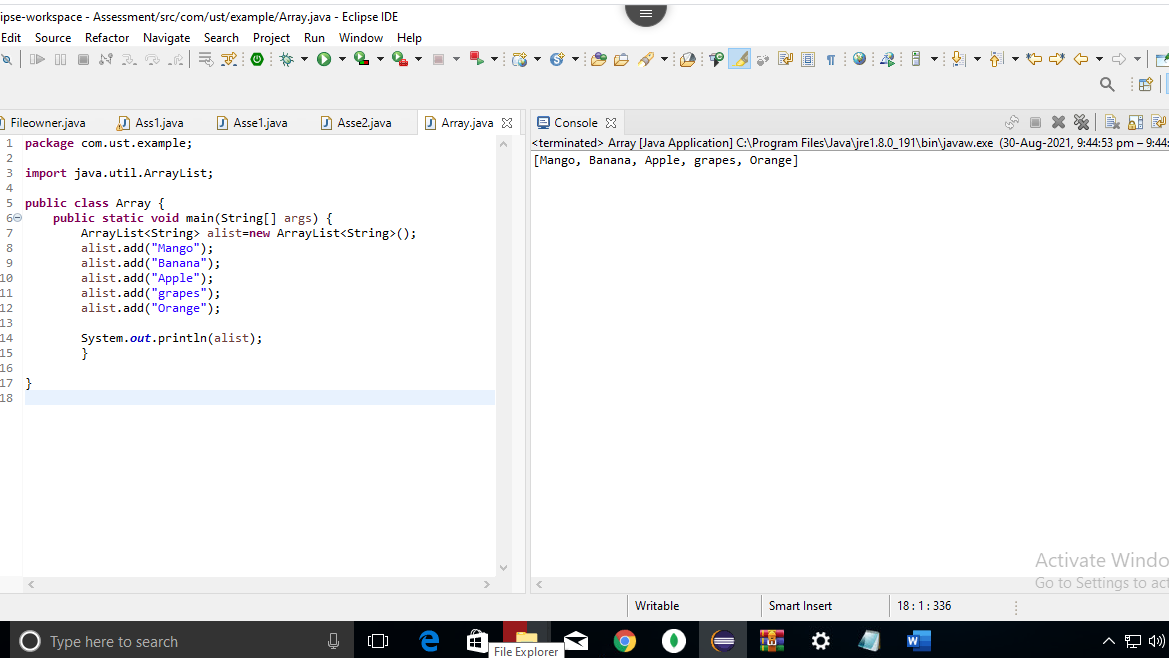 ipse-workspace - Assessment/src/com/ust/example/Array.java - Eclipse IDE
Edit Source Refactor Navigate Search Project Run Window Help
Fileowner.java Ass1.java Asse1.java Asse2.java Array.java
1 package com.ust.example;
2
3 import java.util.ArrayList;
4
5 public class Array {
6 public static void main(String[] args) {
7 ArrayList<String> alist=new ArrayList<String>();
8 alist.add("Mango");
9 alist.add("Banana");
10 alist.add("Apple");
11 alist.add("grapes");
12 alist.add("Orange");
13
14 System.out.println(alist);
15 }
16
17 }
18
Console
<terminated> Array [Java Application] C:\Program Files\Java\jre1.8.0_191\bin\javaw.exe (30-Aug-2021, 9:44:53 pm – 9:44:
[Mango, Banana, Apple, grapes, Orange]
Activate Windo
Go to Settings to act
Writable Smart Insert 18 : 1 : 336
Type here to search
File Explorer